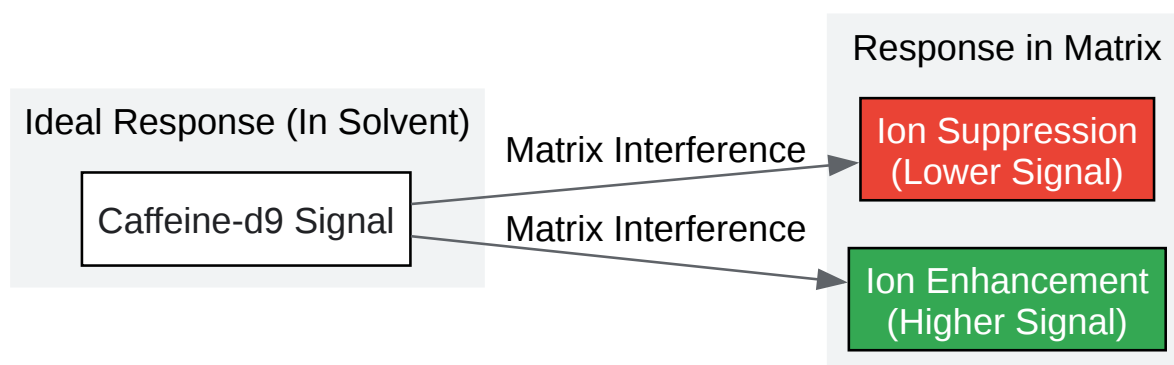 Ideal Response (In Solvent)
Caffeine-d9 Signal
Matrix Interference
Matrix Interference
Response in Matrix
Ion Suppression
(Lower Signal)
Ion Enhancement
(Higher Signal)